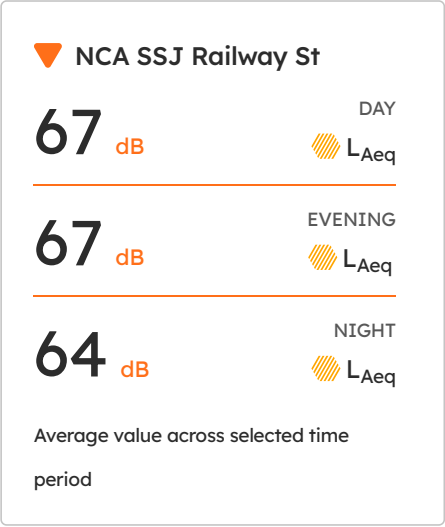 NCA SSJ Railway St
DAY
67 dB LAeq
EVENING
67 dB LAeq
NIGHT
64 dB LAeq
Average value across selected time
period